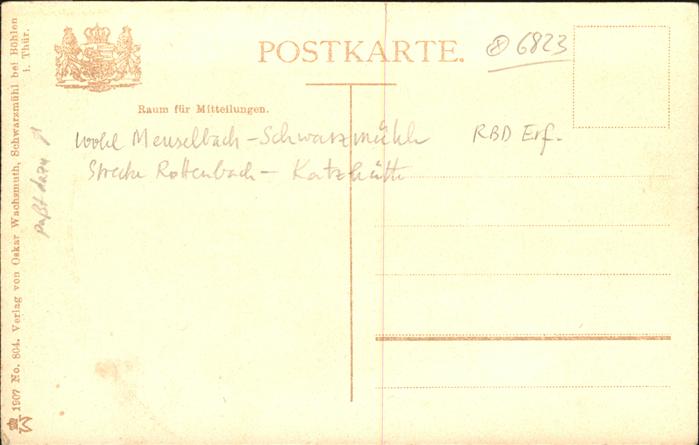 POSTKARTE.
6823
Raum für Mitteilungen.
wohl Meuselbach-Schwarzmühle
Strecke Rottenbach - Katzhütte
RBD Erf.
paßt dazu
1907 No. 804. Verlag von Oskar Wachsmuth, Schwarzmühl bei Böhlen
i. Thür.